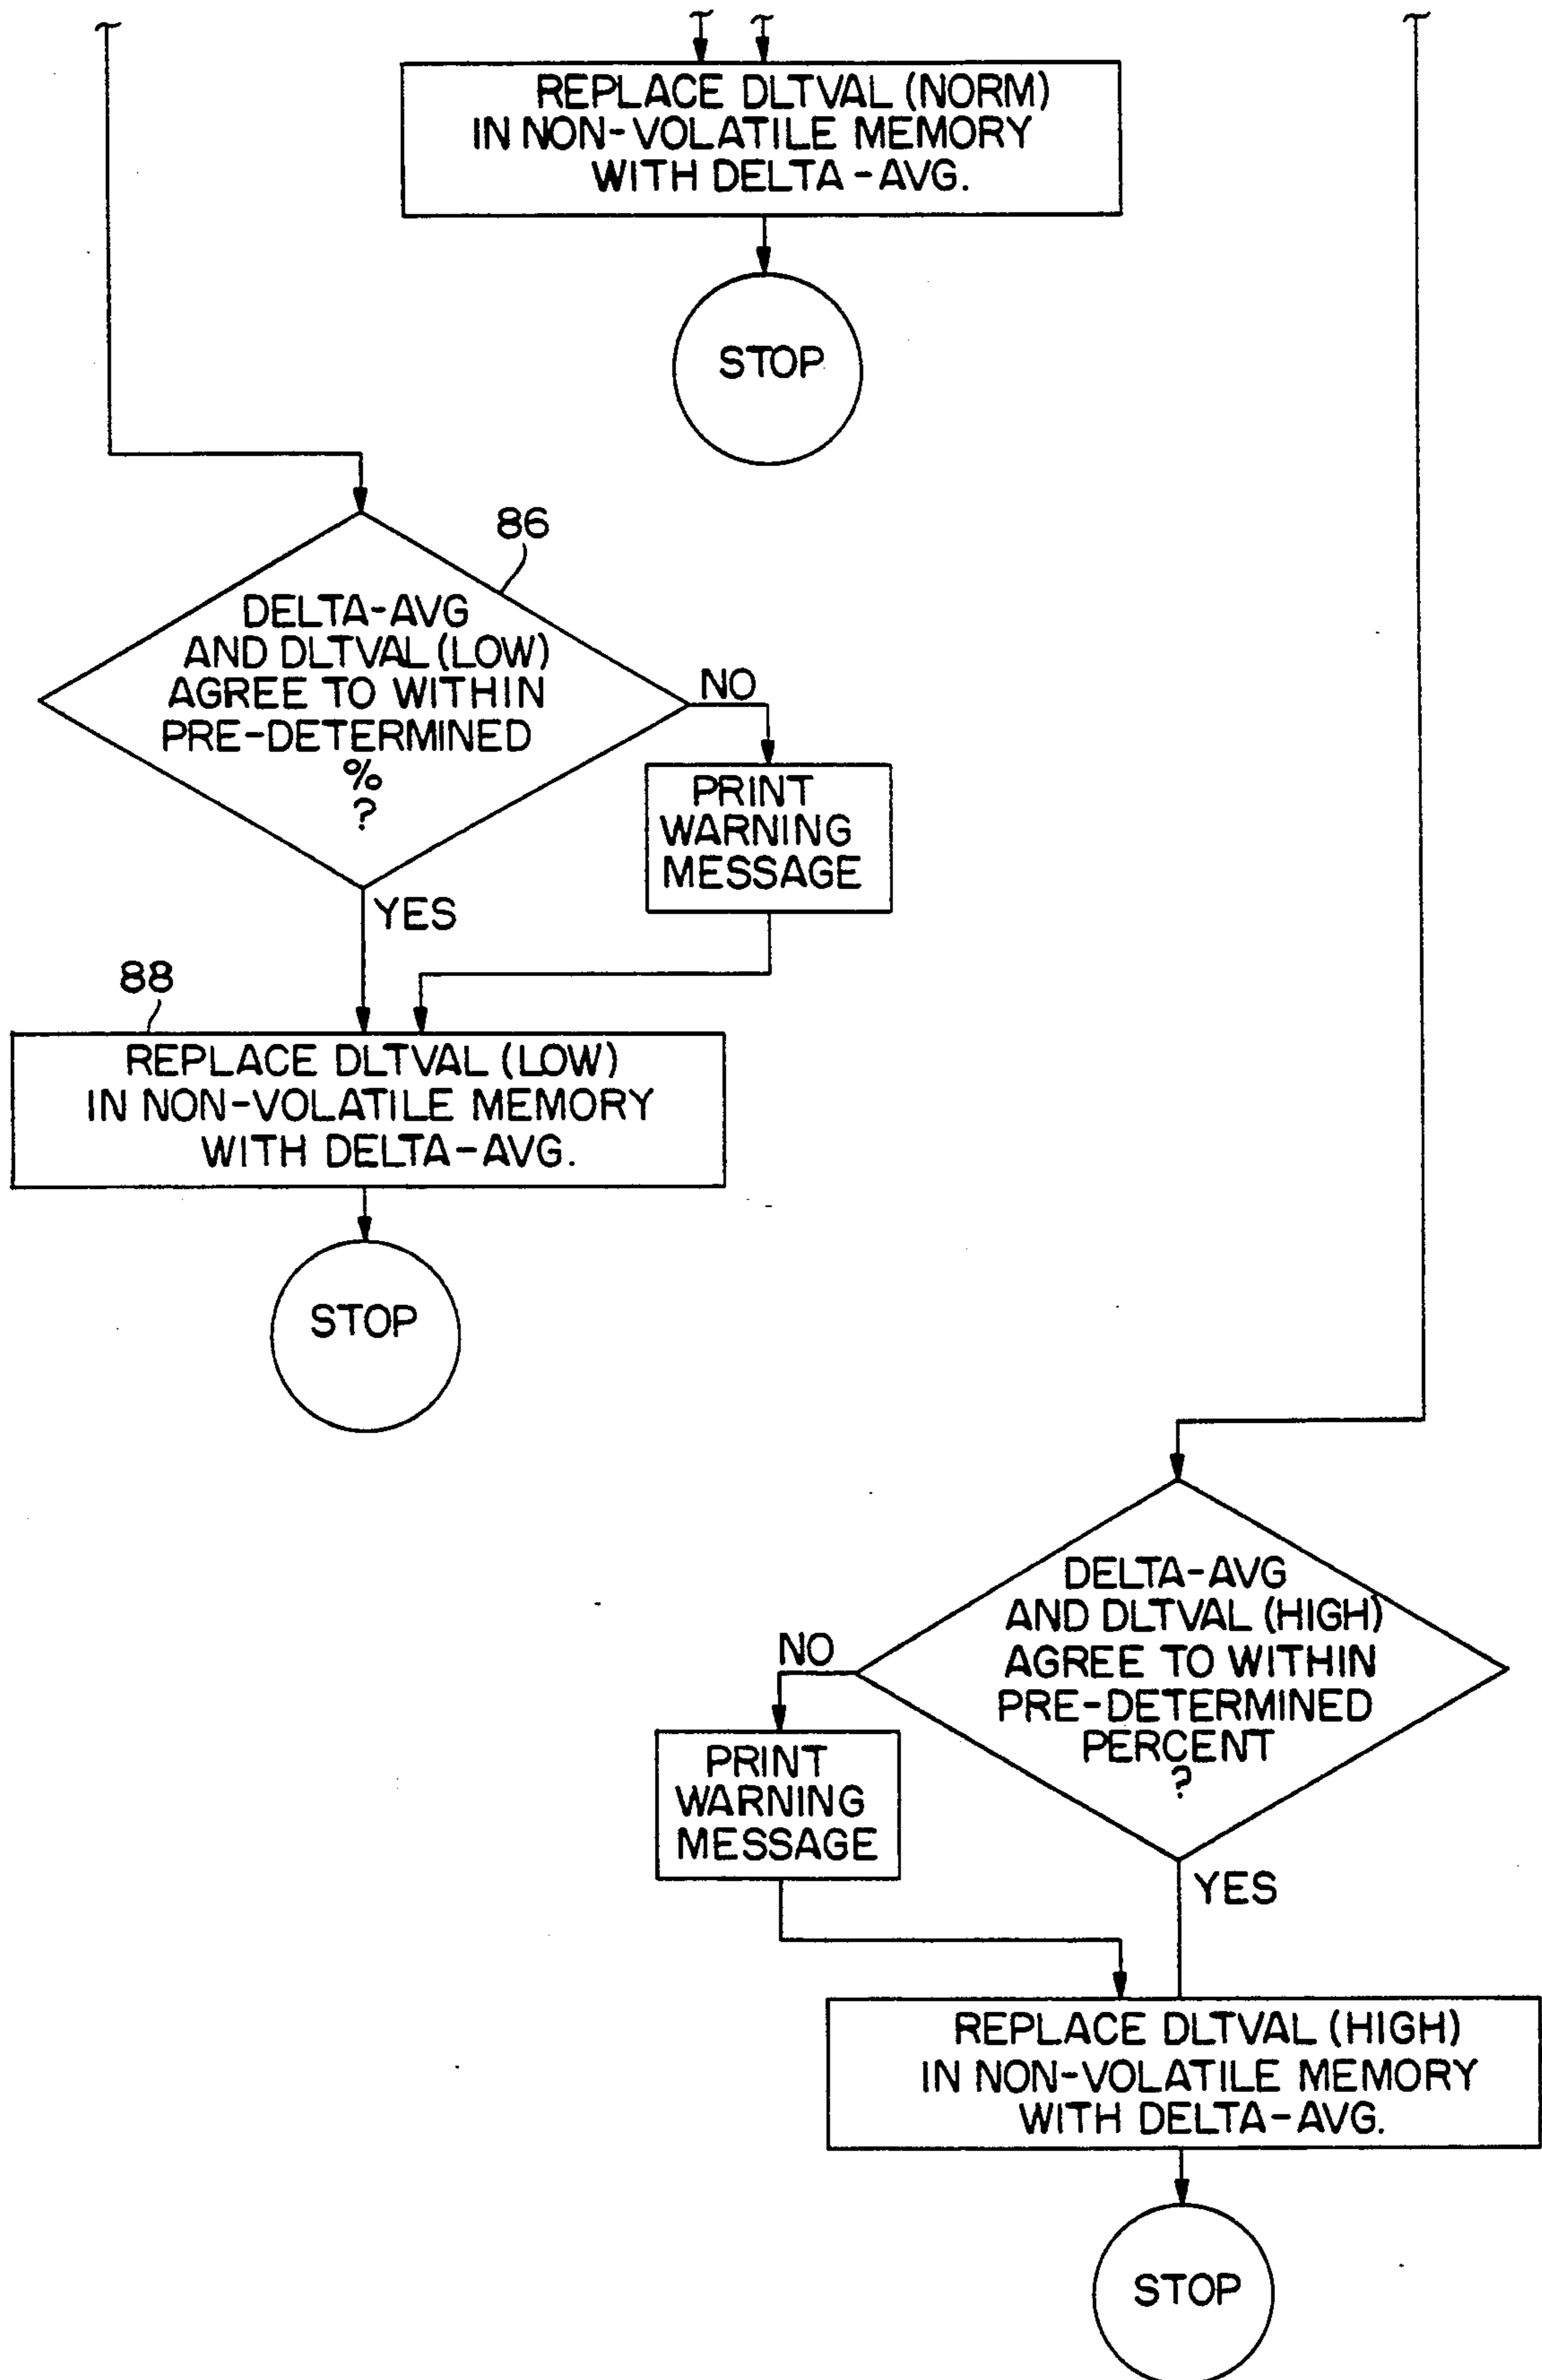 REPLACE DLTVAL (NORM)
IN NON-VOLATILE MEMORY
WITH DELTA-AVG.
STOP
86
DELTA-AVG
AND DLTVAL (LOW)
AGREE TO WITHIN
PRE-DETERMINED
%
?
NO
PRINT
WARNING
MESSAGE
YES
88
REPLACE DLTVAL (LOW)
IN NON-VOLATILE MEMORY
WITH DELTA-AVG.
STOP
DELTA-AVG
AND DLTVAL (HIGH)
AGREE TO WITHIN
PRE-DETERMINED
PERCENT
?
NO
PRINT
WARNING
MESSAGE
YES
REPLACE DLTVAL (HIGH)
IN NON-VOLATILE MEMORY
WITH DELTA-AVG.
STOP